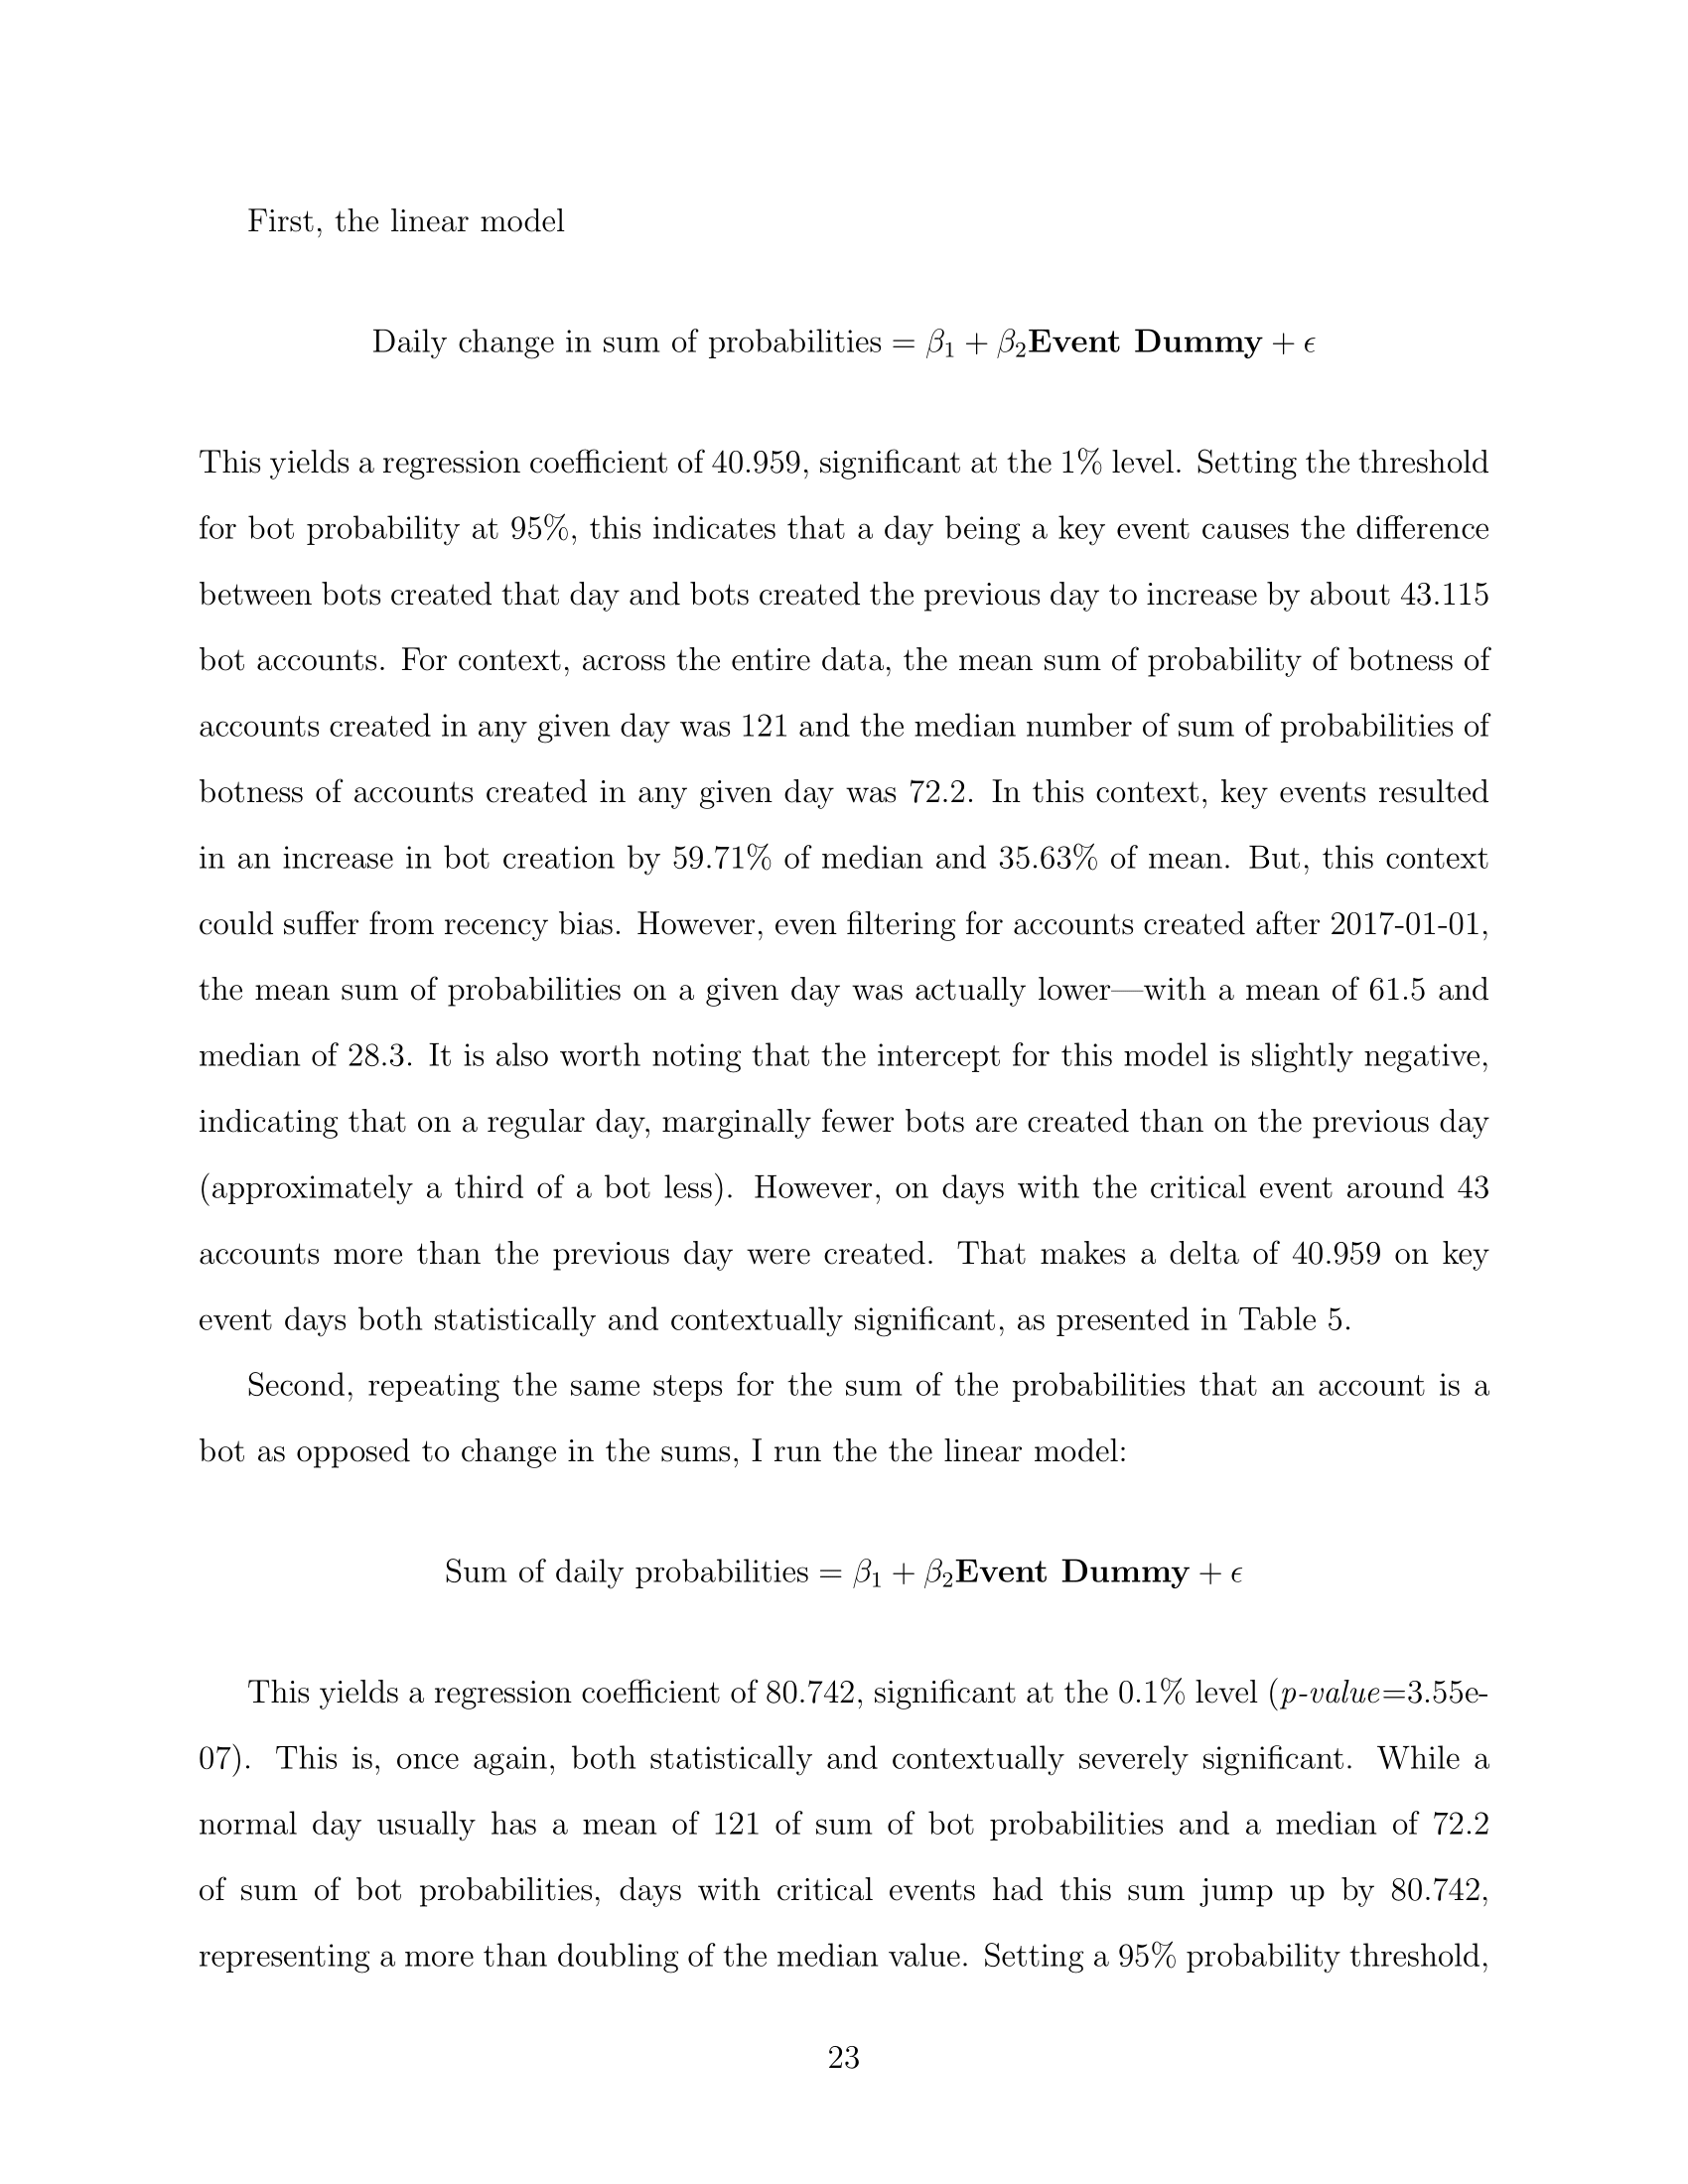 First, the linear model
Daily change in sum of probabilities = β₁ + β₂Event Dummy + ϵ
This yields a regression coefficient of 40.959, significant at the 1% level. Setting the threshold
for bot probability at 95%, this indicates that a day being a key event causes the difference
between bots created that day and bots created the previous day to increase by about 43.115
bot accounts. For context, across the entire data, the mean sum of probability of botness of
accounts created in any given day was 121 and the median number of sum of probabilities of
botness of accounts created in any given day was 72.2. In this context, key events resulted
in an increase in bot creation by 59.71% of median and 35.63% of mean. But, this context
could suffer from recency bias. However, even filtering for accounts created after 2017-01-01,
the mean sum of probabilities on a given day was actually lower—with a mean of 61.5 and
median of 28.3. It is also worth noting that the intercept for this model is slightly negative,
indicating that on a regular day, marginally fewer bots are created than on the previous day
(approximately a third of a bot less). However, on days with the critical event around 43
accounts more than the previous day were created. That makes a delta of 40.959 on key
event days both statistically and contextually significant, as presented in Table 5.
Second, repeating the same steps for the sum of the probabilities that an account is a
bot as opposed to change in the sums, I run the the linear model:
Sum of daily probabilities = β₁ + β₂Event Dummy + ϵ
This yields a regression coefficient of 80.742, significant at the 0.1% level (p-value=3.55e-
07). This is, once again, both statistically and contextually severely significant. While a
normal day usually has a mean of 121 of sum of bot probabilities and a median of 72.2
of sum of bot probabilities, days with critical events had this sum jump up by 80.742,
representing a more than doubling of the median value. Setting a 95% probability threshold,
23